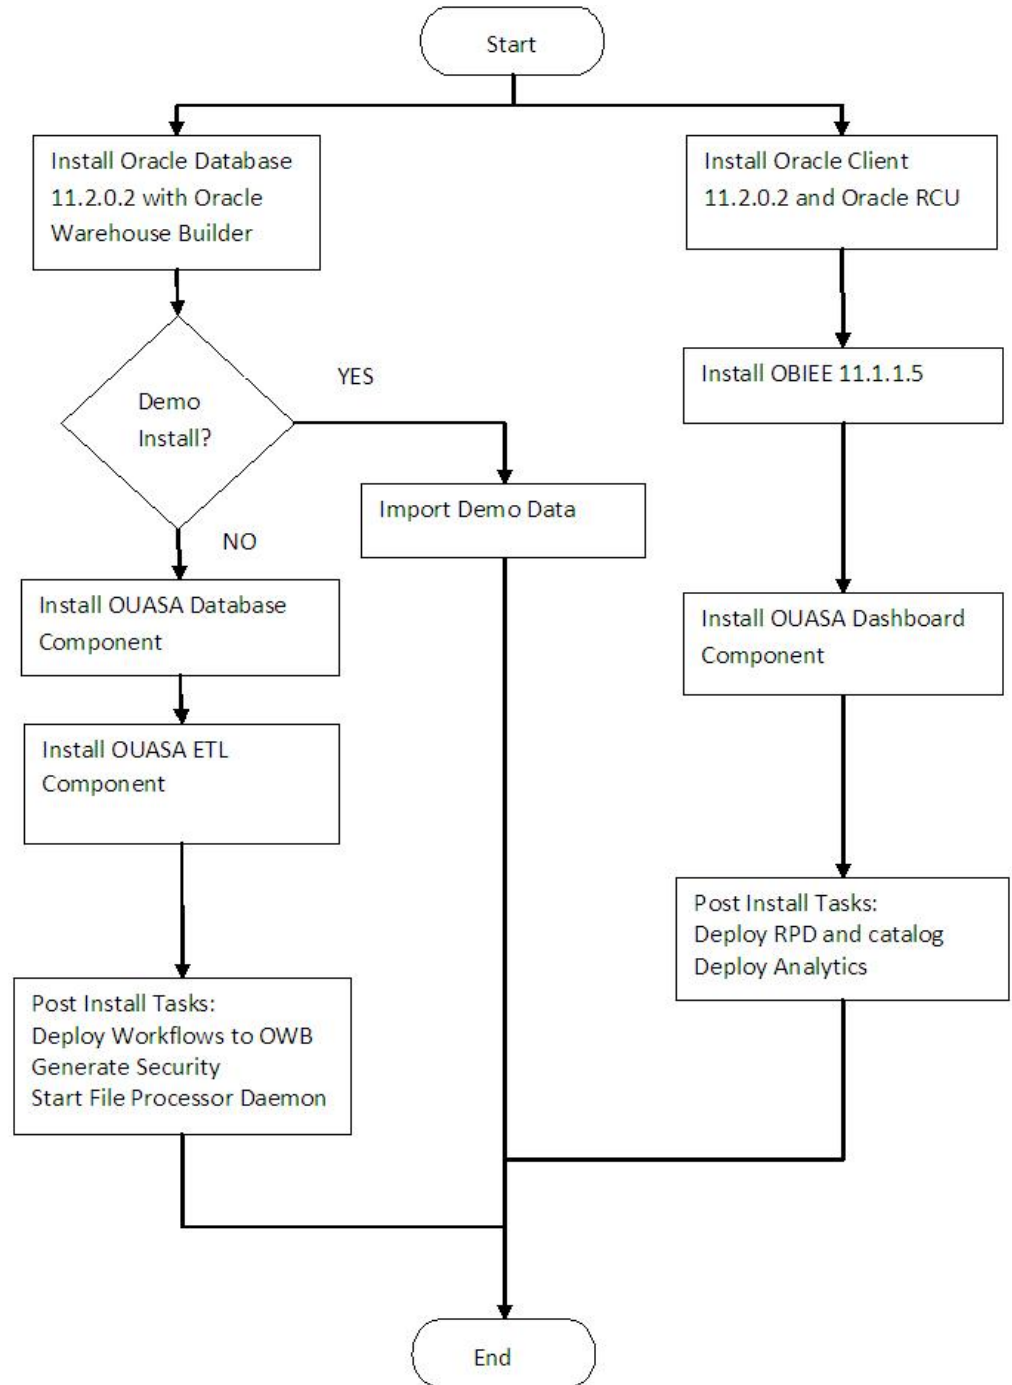 Start
Install Oracle Database
11.2.0.2 with Oracle
Warehouse Builder
Install Oracle Client
11.2.0.2 and Oracle RCU
Demo
Install?
YES
NO
Import Demo Data
Install OBIEE 11.1.1.5
Install OUASA Database
Component
Install OUASA Dashboard
Component
Install OUASA ETL
Component
Post Install Tasks:
Deploy RPD and catalog
Deploy Analytics
Post Install Tasks:
Deploy Workflows to OWB
Generate Security
Start File Processor Daemon
End